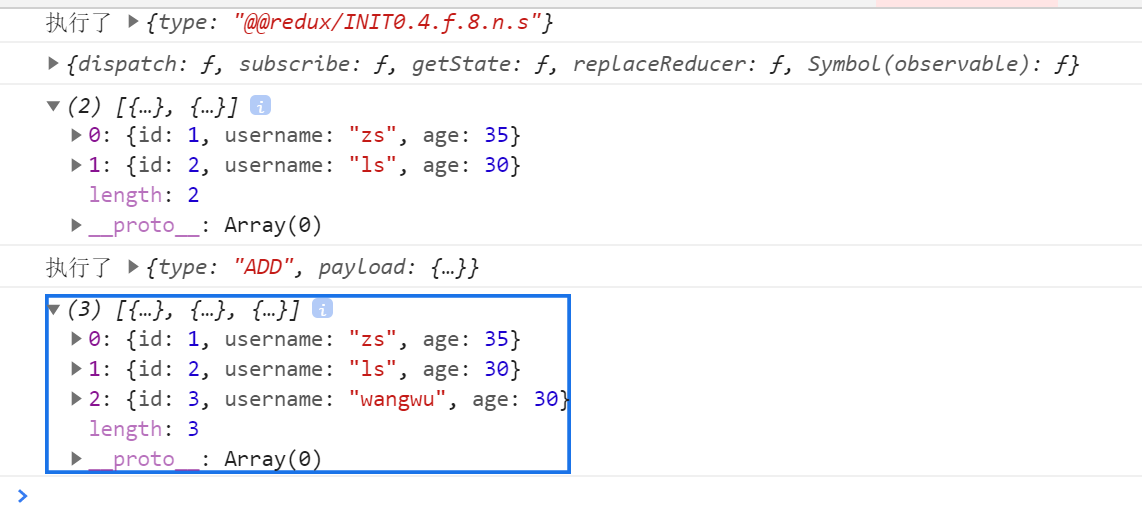 执行了 ▶{type: "@@redux/INIT0.4.f.8.n.s"}
▶{dispatch: ƒ, subscribe: ƒ, getState: ƒ, replaceReducer: ƒ, Symbol(observable): ƒ}
▼(2) [{…}, {…}] i
▶0: {id: 1, username: "zs", age: 35}
▶1: {id: 2, username: "ls", age: 30}
length: 2
▶__proto__: Array(0)
执行了 ▶{type: "ADD", payload: {…}}
▼(3) [{…}, {…}, {…}] i
▶0: {id: 1, username: "zs", age: 35}
▶1: {id: 2, username: "ls", age: 30}
▶2: {id: 3, username: "wangwu", age: 30}
length: 3
▶__proto__: Array(0)
>